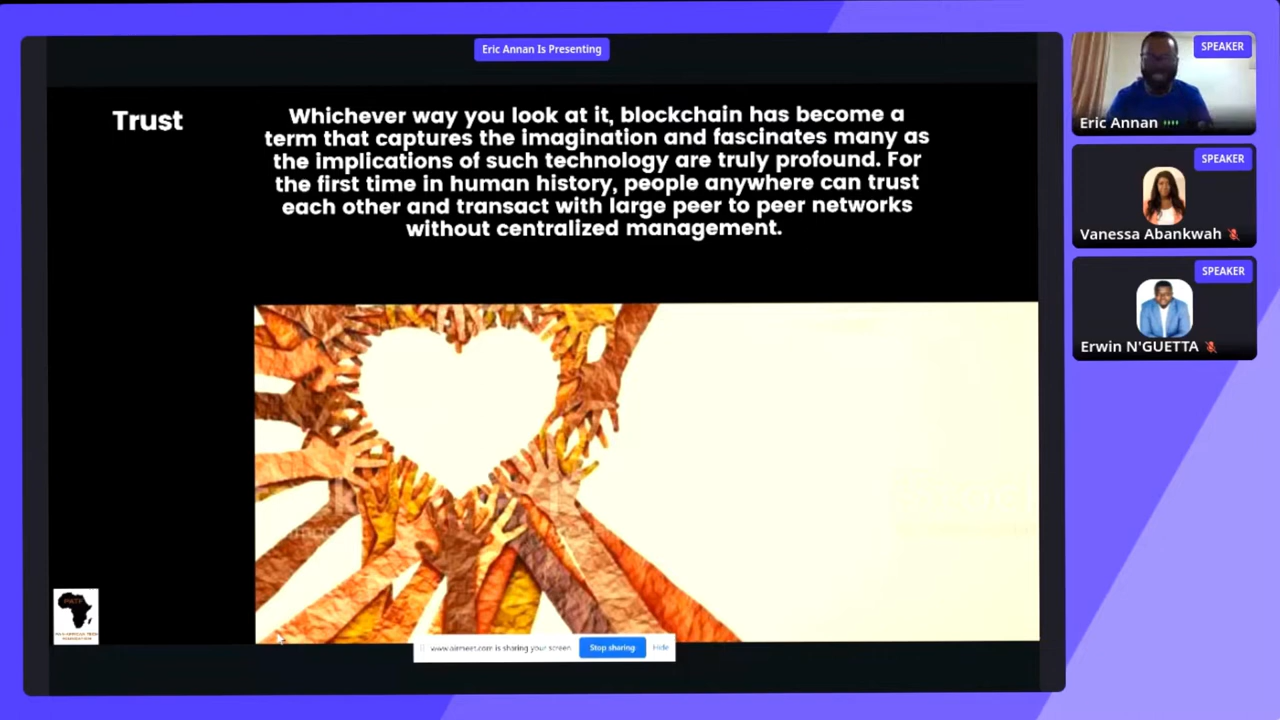 Eric Annan Is Presenting
Trust
Whichever way you look at it, blockchain has become a
term that captures the imagination and fascinates many as
the implications of such technology are truly profound. For
the first time in human history, people anywhere can trust
each other and transact with large peer to peer networks
without centralized management.
www.airmeet.com is sharing your screen.
Stop sharing
Hide
SPEAKER
Eric Annan
SPEAKER
Vanessa Abankwah
SPEAKER
Erwin N'GUETTA